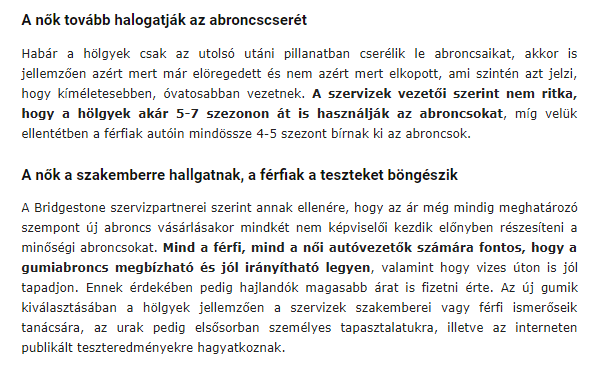 A nők tovább halogatják az abroncscserét
Habár a hölgyek csak az utolsó utáni pillanatban cserélik le abroncsaikat, akkor is
jellemzően azért mert már elöregedett és nem azért mert elkopott, ami szintén azt jelzi,
hogy kíméletesebben, óvatosabban vezetnek. A szervizek vezetői szerint nem ritka,
hogy a hölgyek akár 5-7 szezonon át is használják az abroncsokat, míg velük
ellentétben a férfiak autóin mindössze 4-5 szezont bírnak ki az abroncsok.
A nők a szakemberre hallgatnak, a férfiak a teszteket böngészik
A Bridgestone szervizpartnerei szerint annak ellenére, hogy az ár még mindig meghatározó
szempont új abroncs vásárlásakor mindkét nem képviselői kezdik előnyben részesíteni a
minőségi abroncsokat. Mind a férfi, mind a női autóvezetők számára fontos, hogy a
gumiabroncs megbízható és jól irányítható legyen, valamint hogy vizes úton is jól
tapadjon. Ennek érdekében pedig hajlandók magasabb árat is fizetni érte. Az új gumik
kiválasztásában a hölgyek jellemzően a szervizek szakemberei vagy férfi ismerőseik
tanácsára, az urak pedig elsősorban személyes tapasztalatukra, illetve az interneten
publikált teszteredményekre hagyatkoznak.